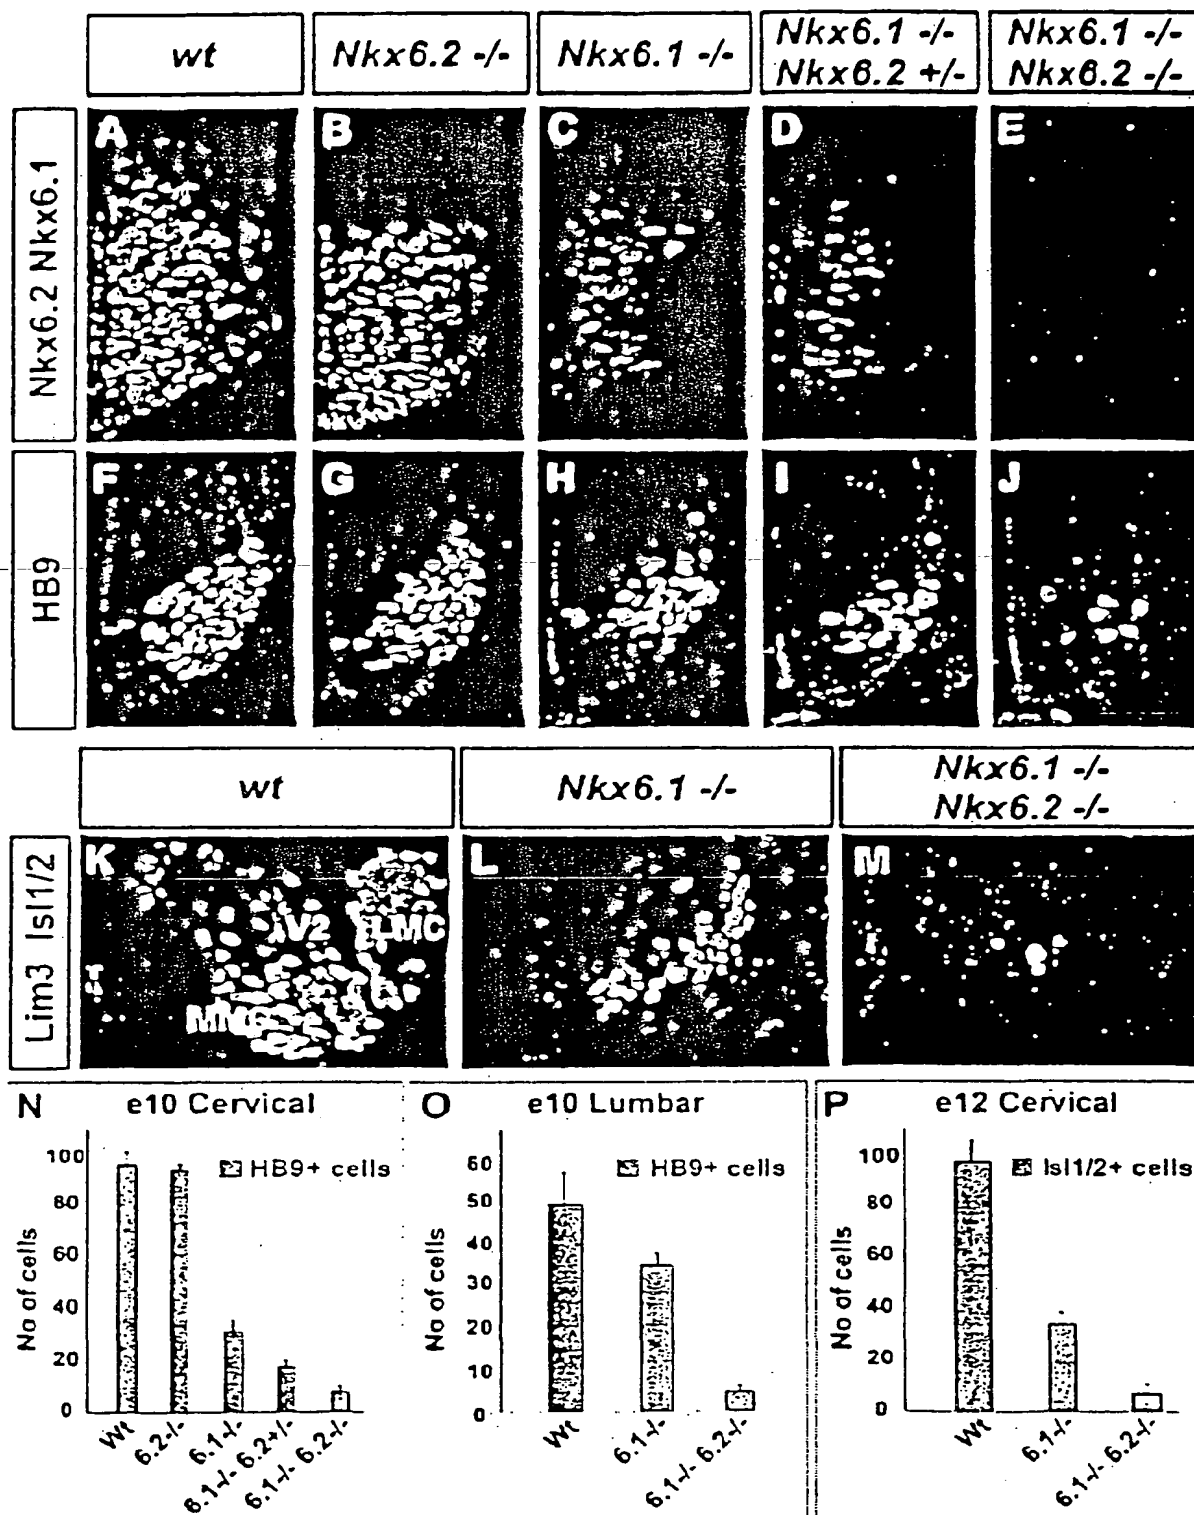 wt
Nkx6.2 -/-
Nkx6.1 -/-
Nkx6.1 -/-
Nkx6.2 +/-
Nkx6.1 -/-
Nkx6.2 -/-
Nkx6.2 Nkx6.1
A
B
C
D
E
HB9
F
G
H
I
J
wt
Nkx6.1 -/-
Nkx6.1 -/-
Nkx6.2 -/-
Lim3 Isl1/2
K
V2
LMC
MMC
L
M
N
e10 Cervical
HB9+ cells
No of cells
100
80
60
40
20
0
Wt
6.2-/-
6.1-/-
6.1-/- 6.2+/-
6.1-/- 6.2-/-
O
e10 Lumbar
HB9+ cells
No of cells
60
50
40
30
20
10
0
Wt
6.1-/-
6.1-/- 6.2-/-
P
e12 Cervical
Isl1/2+ cells
No of cells
100
80
60
40
20
0
Wt
6.1-/-
6.1-/- 6.2-/-